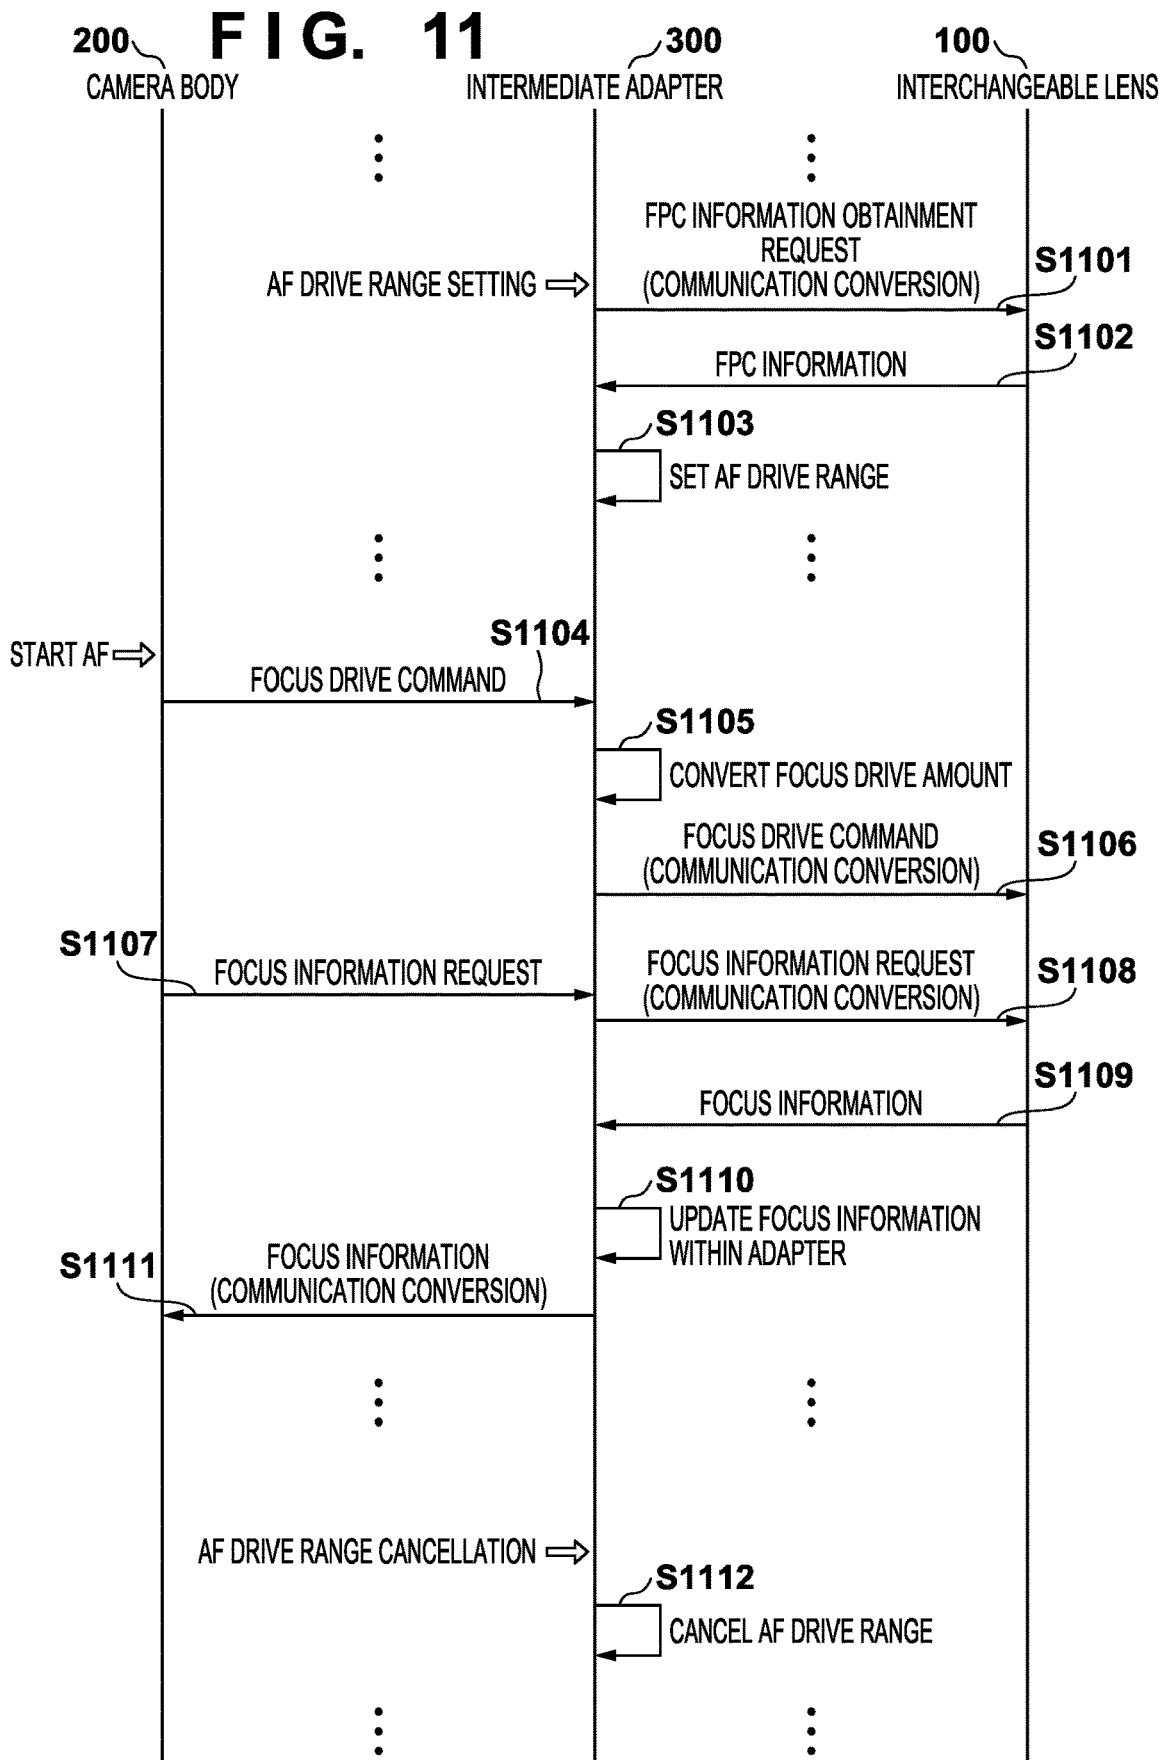 FIG. 11
200
CAMERA BODY
300
INTERMEDIATE ADAPTER
100
INTERCHANGEABLE LENS
FPC INFORMATION OBTAINMENT
REQUEST
(COMMUNICATION CONVERSION)
S1101
AF DRIVE RANGE SETTING
S1102
FPC INFORMATION
S1103
SET AF DRIVE RANGE
START AF
S1104
FOCUS DRIVE COMMAND
S1105
CONVERT FOCUS DRIVE AMOUNT
FOCUS DRIVE COMMAND
(COMMUNICATION CONVERSION)
S1106
S1107
FOCUS INFORMATION REQUEST
FOCUS INFORMATION REQUEST
(COMMUNICATION CONVERSION)
S1108
S1109
FOCUS INFORMATION
S1110
UPDATE FOCUS INFORMATION
WITHIN ADAPTER
S1111
FOCUS INFORMATION
(COMMUNICATION CONVERSION)
AF DRIVE RANGE CANCELLATION
S1112
CANCEL AF DRIVE RANGE